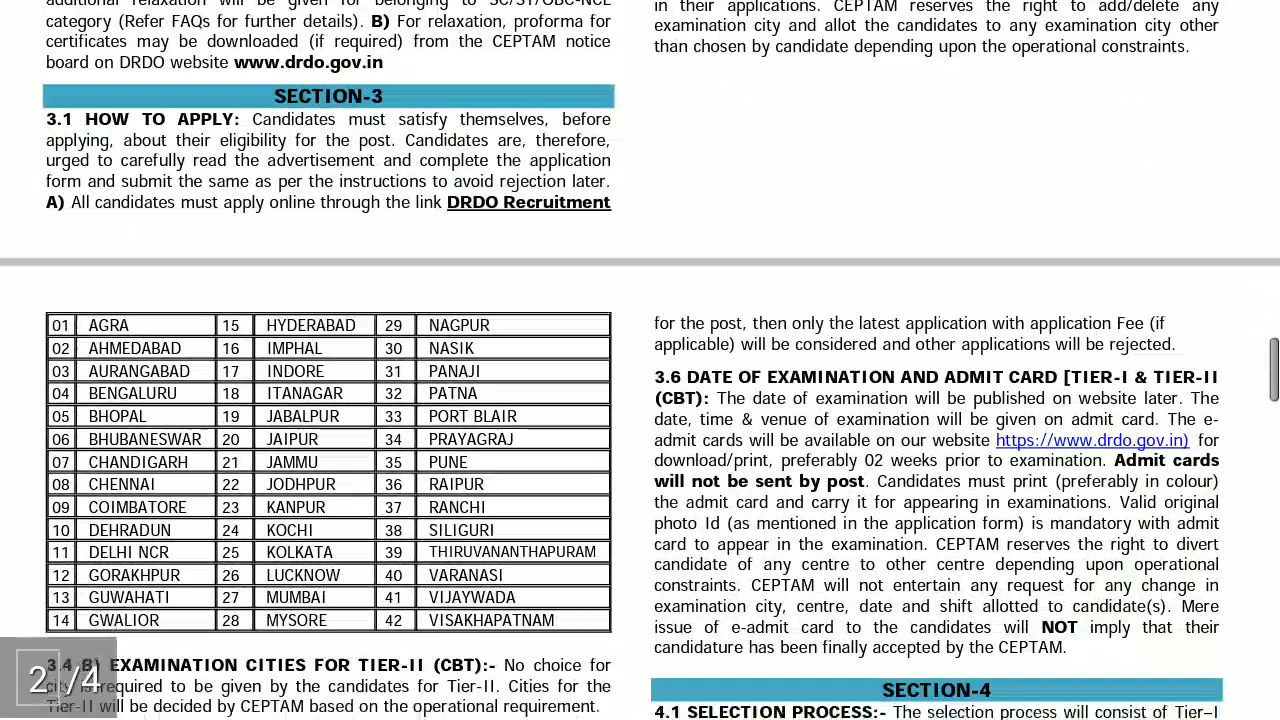 additional relaxation will be given for belonging to SC/ST/OBC-NCL
category (Refer FAQs for further details). B) For relaxation, proforma for
certificates may be downloaded (if required) from the CEPTAM notice
board on DRDO website www.drdo.gov.in
SECTION-3
3.1 HOW TO APPLY: Candidates must satisfy themselves, before
applying, about their eligibility for the post. Candidates are, therefore,
urged to carefully read the advertisement and complete the application
form and submit the same as per the instructions to avoid rejection later.
A) All candidates must apply online through the link DRDO Recruitment
in their applications. CEPTAM reserves the right to add/delete any
examination city and allot the candidates to any examination city other
than chosen by candidate depending upon the operational constraints.
01 AGRA 15 HYDERABAD 29 NAGPUR
02 AHMEDABAD 16 IMPHAL 30 NASIK
03 AURANGABAD 17 INDORE 31 PANAJI
04 BENGALURU 18 ITANAGAR 32 PATNA
05 BHOPAL 19 JABALPUR 33 PORT BLAIR
06 BHUBANESWAR 20 JAIPUR 34 PRAYAGRAJ
07 CHANDIGARH 21 JAMMU 35 PUNE
08 CHENNAI 22 JODHPUR 36 RAIPUR
09 COIMBATORE 23 KANPUR 37 RANCHI
10 DEHRADUN 24 KOCHI 38 SILIGURI
11 DELHI NCR 25 KOLKATA 39 THIRUVANANTHAPURAM
12 GORAKHPUR 26 LUCKNOW 40 VARANASI
13 GUWAHATI 27 MUMBAI 41 VIJAYWADA
14 GWALIOR 28 MYSORE 42 VISAKHAPATNAM
3.4 B) EXAMINATION CITIES FOR TIER-II (CBT):- No choice for
city is required to be given by the candidates for Tier-II. Cities for the
Tier-II will be decided by CEPTAM based on the operational requirement.
2/4
for the post, then only the latest application with application Fee (if
applicable) will be considered and other applications will be rejected.
3.6 DATE OF EXAMINATION AND ADMIT CARD [TIER-I & TIER-II
(CBT): The date of examination will be published on website later. The
date, time & venue of examination will be given on admit card. The e-
admit cards will be available on our website https://www.drdo.gov.in) for
download/print, preferably 02 weeks prior to examination. Admit cards
will not be sent by post. Candidates must print (preferably in colour)
the admit card and carry it for appearing in examinations. Valid original
photo Id (as mentioned in the application form) is mandatory with admit
card to appear in the examination. CEPTAM reserves the right to divert
candidate of any centre to other centre depending upon operational
constraints. CEPTAM will not entertain any request for any change in
examination city, centre, date and shift allotted to candidate(s). Mere
issue of e-admit card to the candidates will NOT imply that their
candidature has been finally accepted by the CEPTAM.
SECTION-4
4.1 SELECTION PROCESS:- The selection process will consist of Tier–I